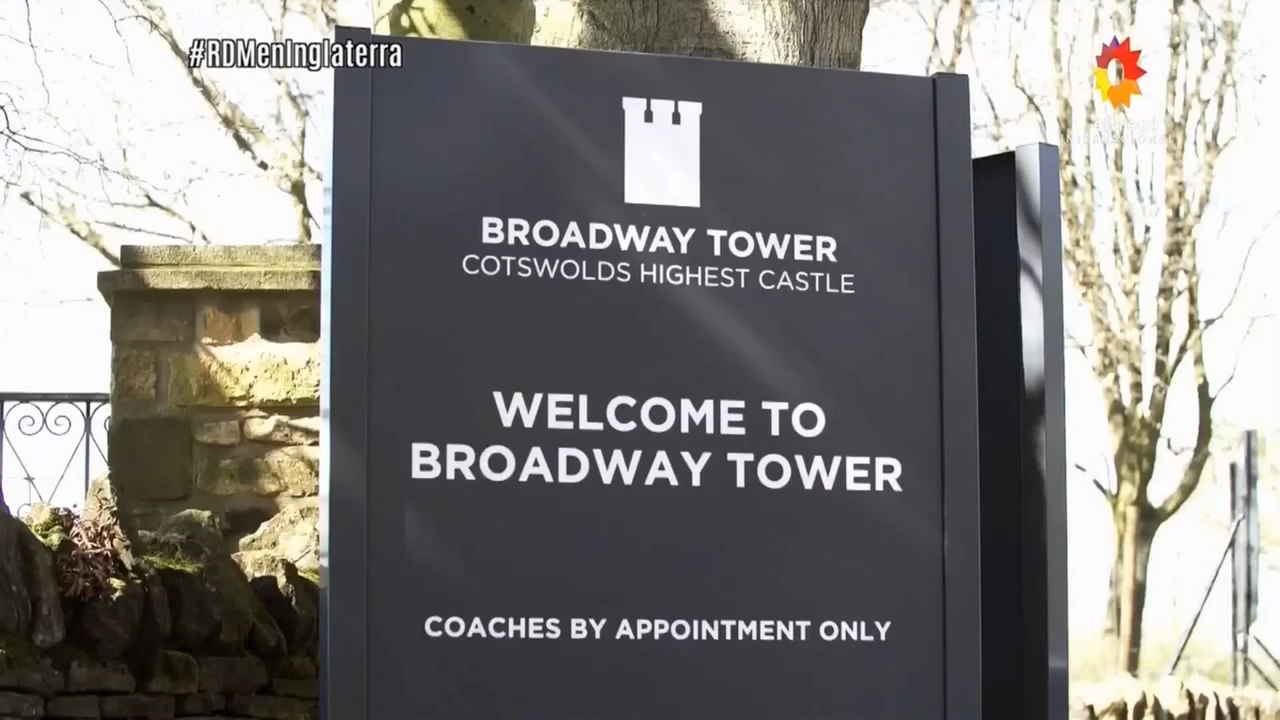 #RDMenInglaterra
BROADWAY TOWER
COTSWOLDS HIGHEST CASTLE
WELCOME TO
BROADWAY TOWER
COACHES BY APPOINTMENT ONLY